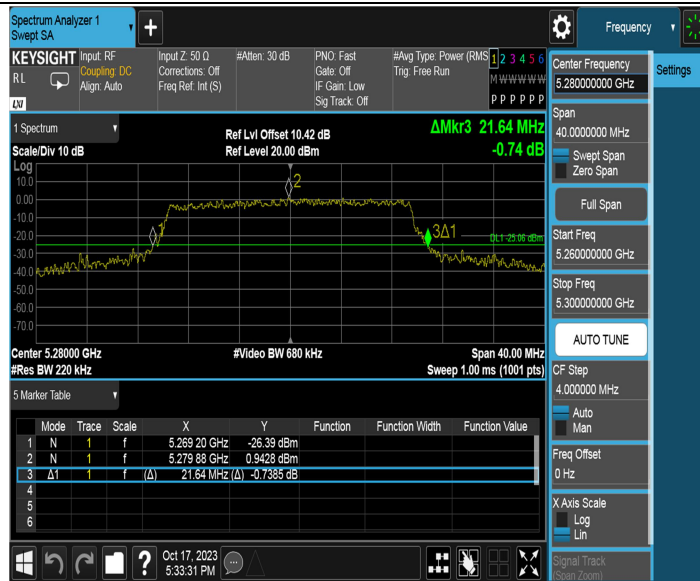 Spectrum Analyzer 1
Swept SA
+
Frequency
KEYSIGHT
RL
LXI
Input: RF
Coupling: DC
Align: Auto
Input Z: 50 Ω
Corrections: Off
Freq Ref: Int (S)
#Atten: 30 dB
PNO: Fast
Gate: Off
IF Gain: Low
Sig Track: Off
#Avg Type: Power (RMS
Trig: Free Run
1 2 3 4 5 6
M W W W W W
P P P P P P
1 Spectrum
Scale/Div 10 dB
Ref Lvl Offset 10.42 dB
Ref Level 20.00 dBm
ΔMkr3 21.64 MHz
-0.74 dB
Log
10.0
0.00
-10.0
-20.0
-30.0
-40.0
-50.0
-60.0
-70.0
2
1
3Δ1
DL1 -25.06 dBm
Center 5.28000 GHz
#Res BW 220 kHz
#Video BW 680 kHz
Span 40.00 MHz
Sweep 1.00 ms (1001 pts)
5 Marker Table
Mode Trace Scale X Y Function Function Width Function Value
1 N 1 f 5.269 20 GHz -26.39 dBm
2 N 1 f 5.279 88 GHz 0.9428 dBm
3 Δ1 1 f (Δ) 21.64 MHz (Δ) -0.7385 dB
4
5
6
?
Oct 17, 2023
5:33:31 PM
Settings
Center Frequency
5.280000000 GHz
Span
40.0000000 MHz
Swept Span
Zero Span
Full Span
Start Freq
5.260000000 GHz
Stop Freq
5.300000000 GHz
AUTO TUNE
CF Step
4.000000 MHz
Auto
Man
Freq Offset
0 Hz
X Axis Scale
Log
Lin
Signal Track
(Span Zoom)